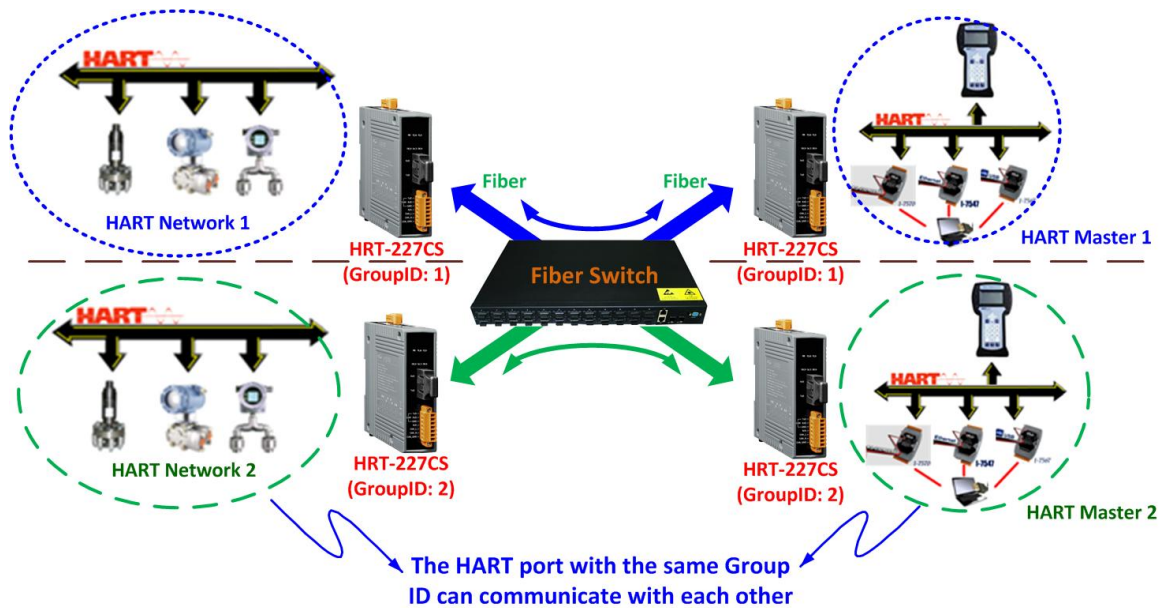 HART
HART Network 1
Fiber
Fiber
HRT-227CS
(GroupID: 1)
HRT-227CS
(GroupID: 1)
HART
I-7547
HART Master 1
Fiber Switch
HART
HART Network 2
HRT-227CS
(GroupID: 2)
HRT-227CS
(GroupID: 2)
HART
I-7547
HART Master 2
The HART port with the same Group
ID can communicate with each other